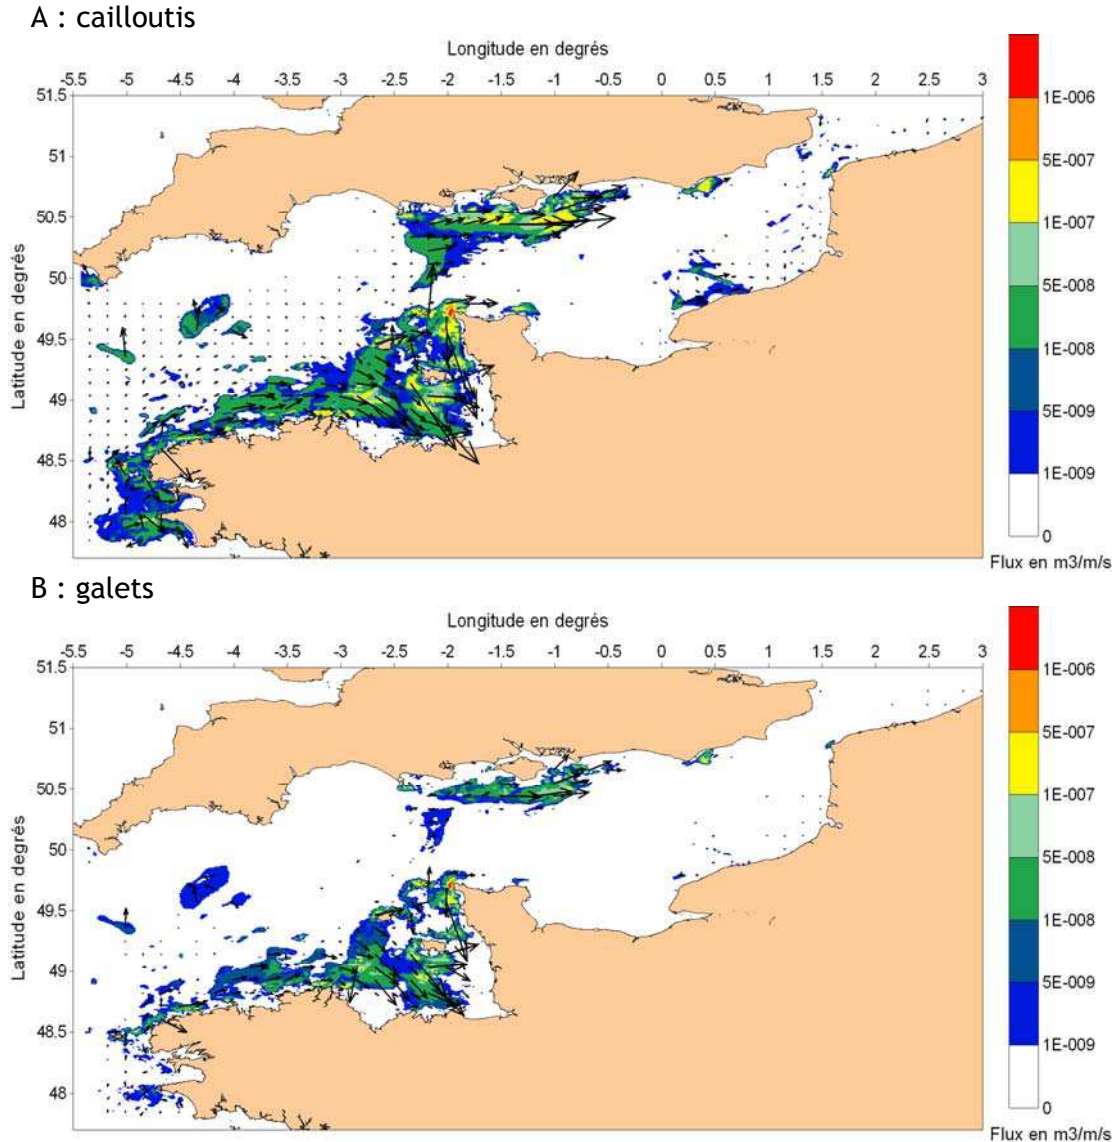 A : cailloutis
Longitude en degrés
-5.5 -5 -4.5 -4 -3.5 -3 -2.5 -2 -1.5 -1 -0.5 0 0.5 1 1.5 2 2.5 3
51.5
51
50.5
50
49.5
49
48.5
48
Latitude en degrés
1E-006
5E-007
1E-007
5E-008
1E-008
5E-009
1E-009
0
Flux en m3/m/s
B : galets
Longitude en degrés
-5.5 -5 -4.5 -4 -3.5 -3 -2.5 -2 -1.5 -1 -0.5 0 0.5 1 1.5 2 2.5 3
51.5
51
50.5
50
49.5
49
48.5
48
Latitude en degrés
1E-006
5E-007
1E-007
5E-008
1E-008
5E-009
1E-009
0
Flux en m3/m/s